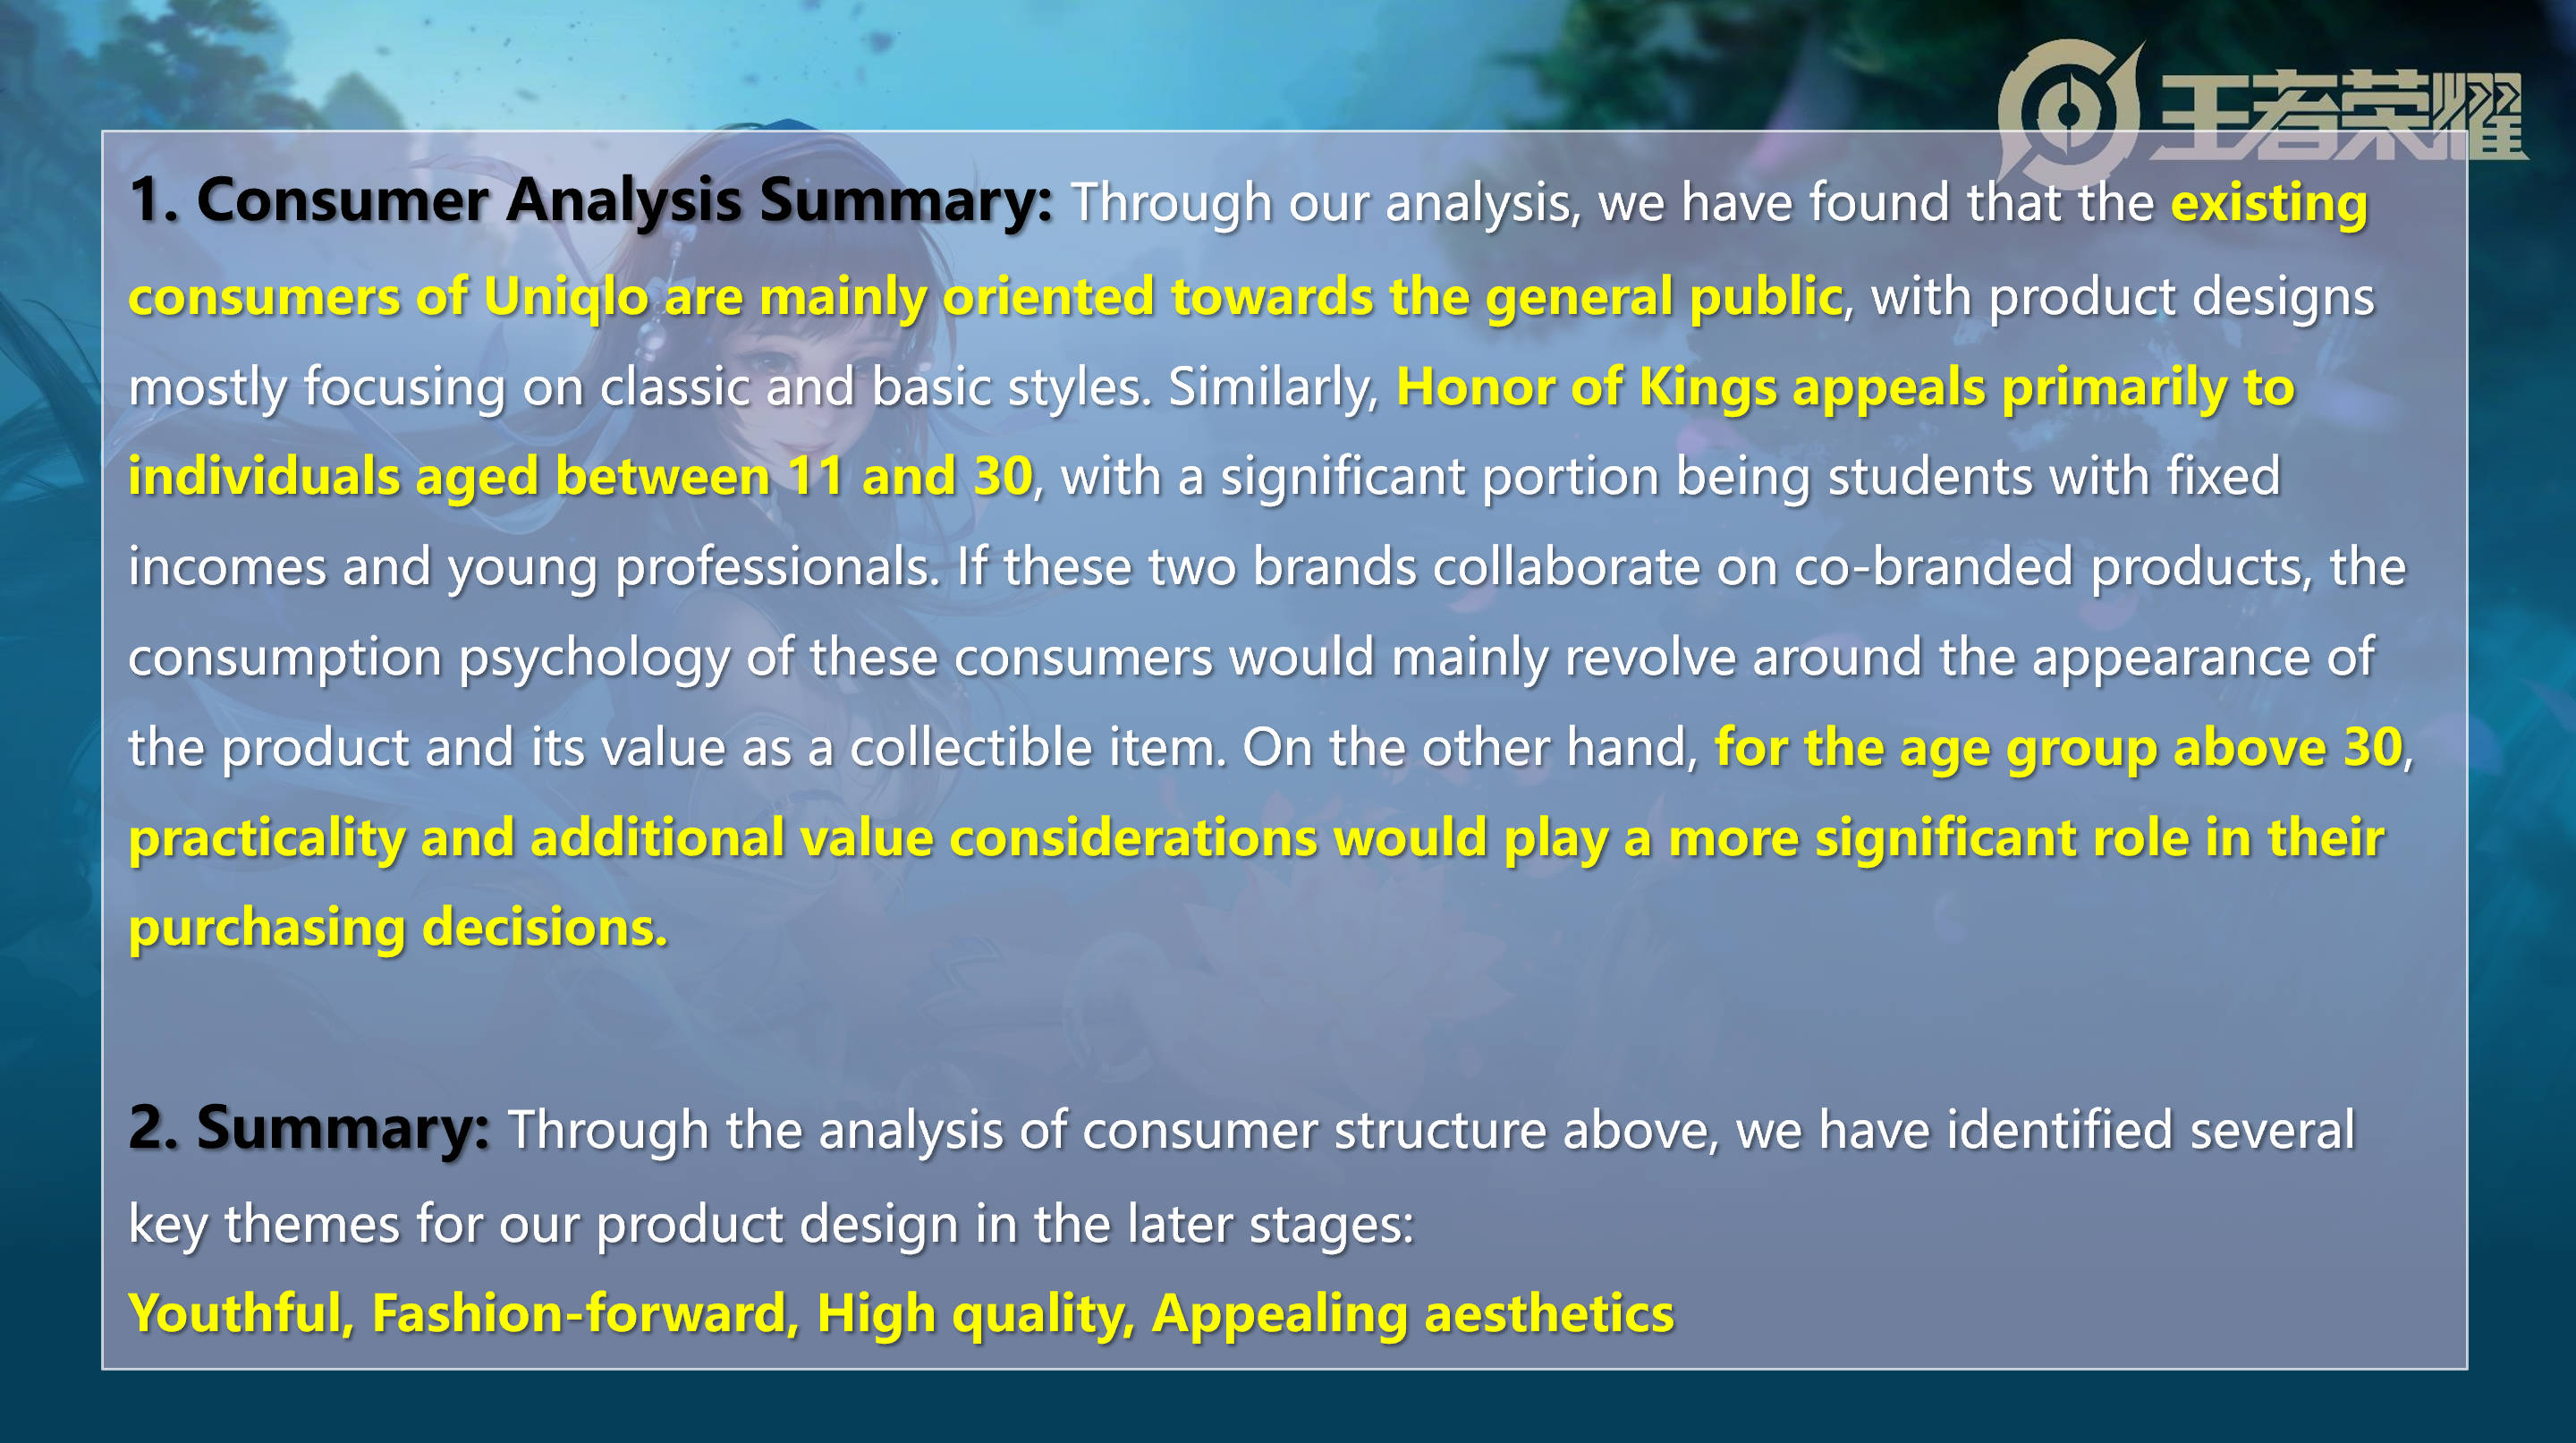 王者荣耀
1. Consumer Analysis Summary: Through our analysis, we have found that the existing
consumers of Uniqlo are mainly oriented towards the general public, with product designs
mostly focusing on classic and basic styles. Similarly, Honor of Kings appeals primarily to
individuals aged between 11 and 30, with a significant portion being students with fixed
incomes and young professionals. If these two brands collaborate on co-branded products, the
consumption psychology of these consumers would mainly revolve around the appearance of
the product and its value as a collectible item. On the other hand, for the age group above 30,
practicality and additional value considerations would play a more significant role in their
purchasing decisions.
2. Summary: Through the analysis of consumer structure above, we have identified several
key themes for our product design in the later stages:
Youthful, Fashion-forward, High quality, Appealing aesthetics